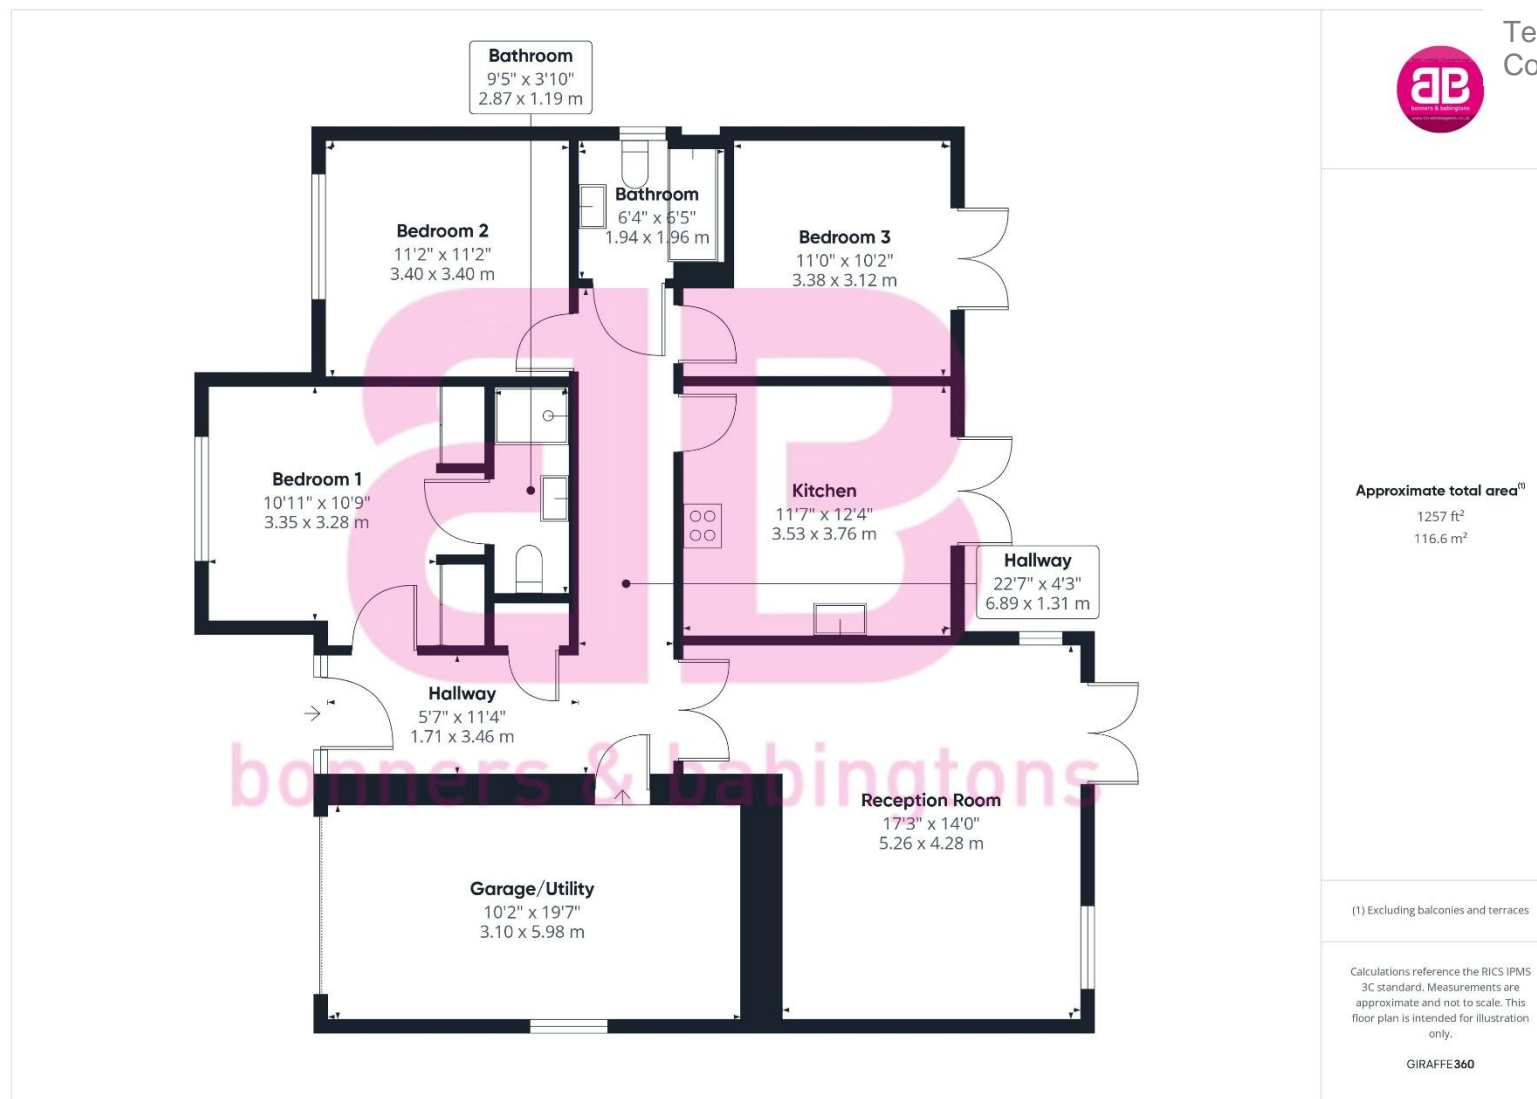 Bathroom
9'5" x 3'10"
2.87 x 1.19 m
Bathroom
6'4" x 6'5"
1.94 x 1.96 m
Bedroom 2
11'2" x 11'2"
3.40 x 3.40 m
Bedroom 3
11'0" x 10'2"
3.38 x 3.12 m
Bedroom 1
10'11" x 10'9"
3.35 x 3.28 m
Kitchen
11'7" x 12'4"
3.53 x 3.76 m
Hallway
22'7" x 4'3"
6.89 x 1.31 m
Hallway
5'7" x 11'4"
1.71 x 3.46 m
bonners & babingtons
Reception Room
17'3" x 14'0"
5.26 x 4.28 m
Garage/Utility
10'2" x 19'7"
3.10 x 5.98 m
Te
Co
bonners & babingtons
Approximate total area⁽¹⁾
1257 ft²
116.6 m²
(1) Excluding balconies and terraces
Calculations reference the RICS IPMS
3C standard. Measurements are
approximate and not to scale. This
floor plan is intended for illustration
only.
GIRAFFE360